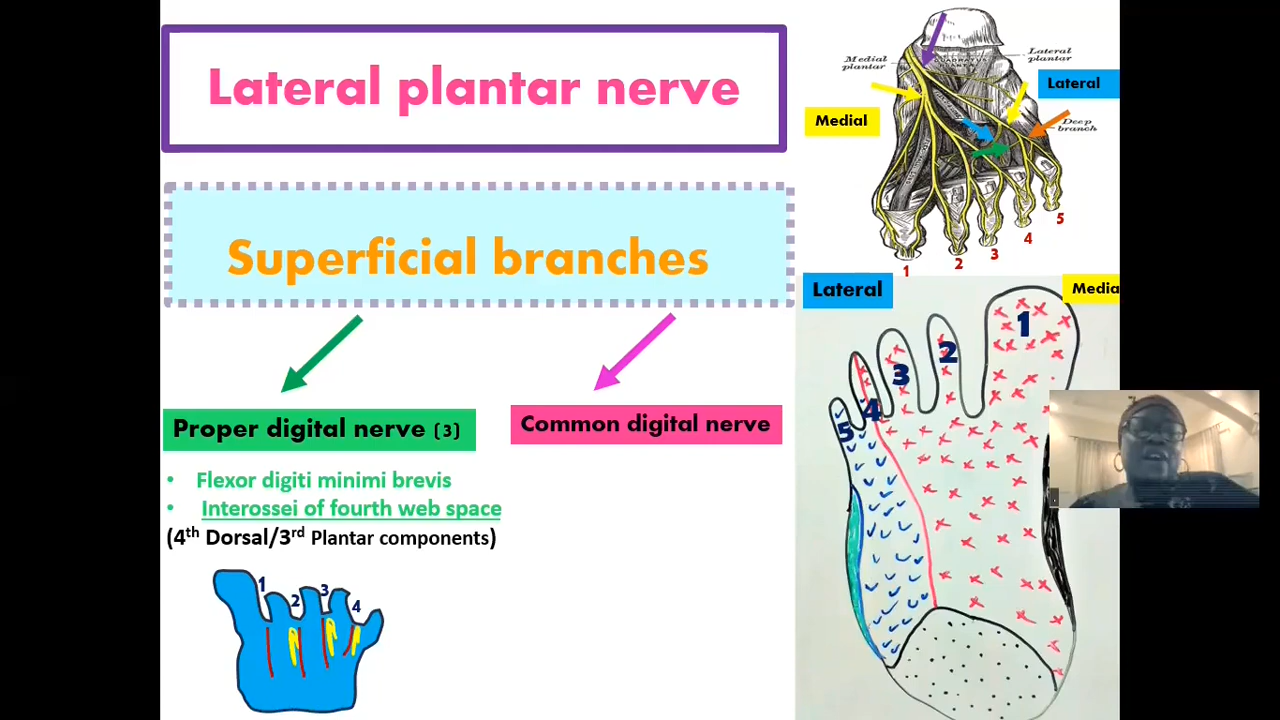 Lateral plantar nerve
Superficial branches
Proper digital nerve (3)
Common digital nerve
• Flexor digiti minimi brevis
• Interossei of fourth web space
(4th Dorsal/3rd Plantar components)
1
2
3
4
Medial
plantar
Lateral
plantar
QUADRATUS
Lateral
Medial
Deep
branch
1
2
3
4
5
Lateral
Media
1
2
3
4
5